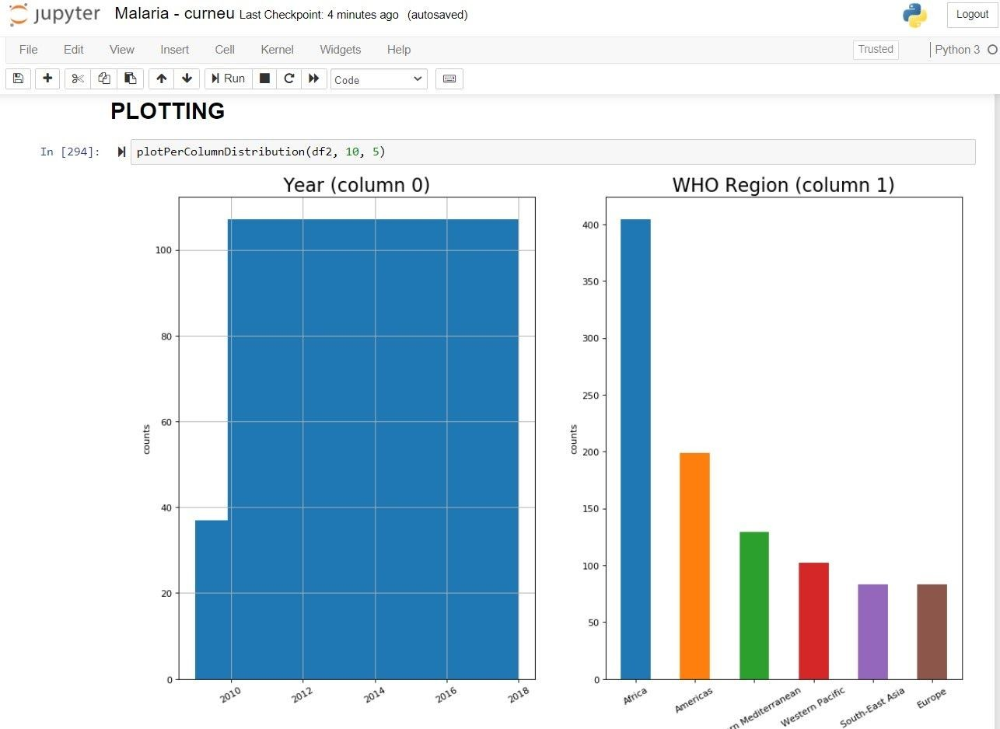 jupyter Malaria - curneu Last Checkpoint: 4 minutes ago (autosaved)
Logout
File Edit View Insert Cell Kernel Widgets Help
Trusted
Python 3
Run
Code
PLOTTING
In [294]:
plotPerColumnDistribution(df2, 10, 5)
Year (column 0)
counts
100
80
60
40
20
0
2010 2012 2014 2016 2018
WHO Region (column 1)
counts
400
350
300
250
200
150
100
50
0
Africa
Americas
Mediterranean
Western Pacific
South-East Asia
Europe